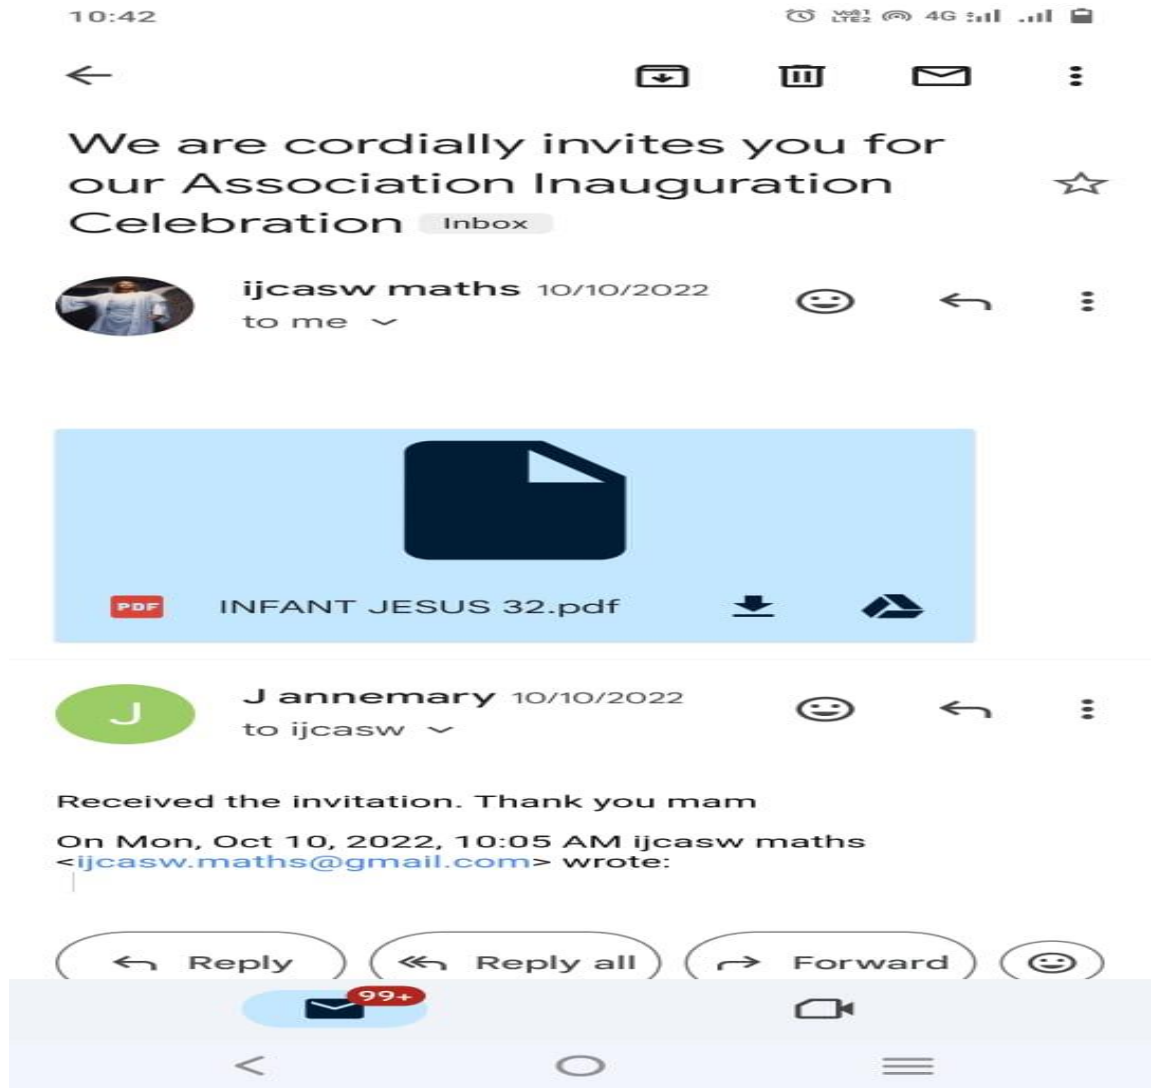 10:42
Vo1 LTE2 4G
We are cordially invites you for
our Association Inauguration
Celebration Inbox
ijcasw maths 10/10/2022
to me
PDF INFANT JESUS 32.pdf
J
J annemary 10/10/2022
to ijcasw
Received the invitation. Thank you mam
On Mon, Oct 10, 2022, 10:05 AM ijcasw maths
<ijcasw.maths@gmail.com> wrote:
Reply Reply all Forward
99+